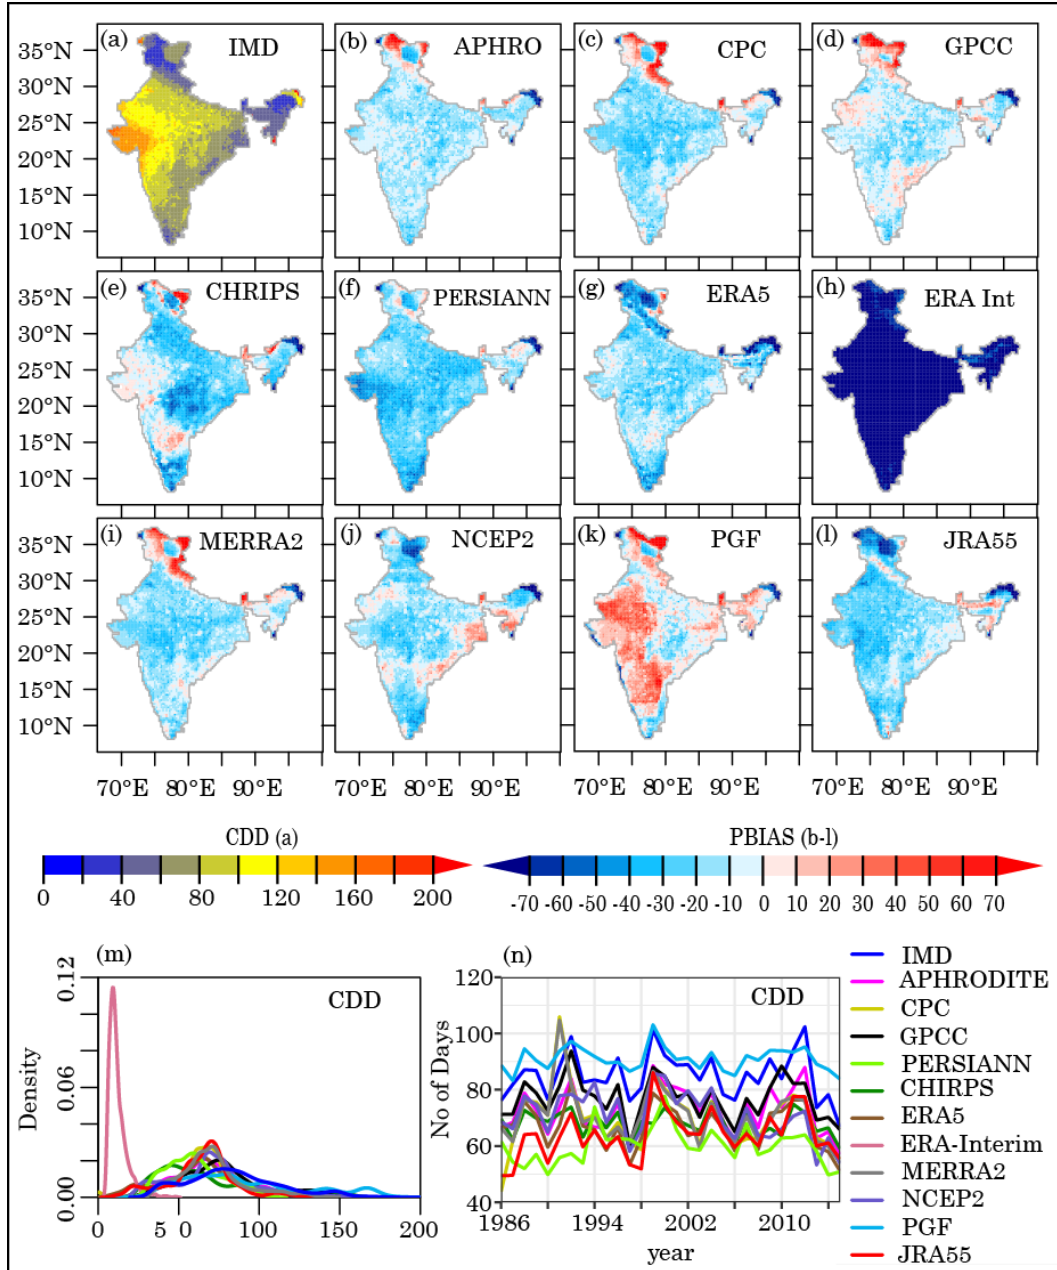 (a) IMD
(b) APHRO
(c) CPC
(d) GPCC
35°N
30°N
25°N
20°N
15°N
10°N
(e) CHRIPS
(f) PERSIANN
(g) ERA5
(h) ERA Int
35°N
30°N
25°N
20°N
15°N
10°N
(i) MERRA2
(j) NCEP2
(k) PGF
(l) JRA55
35°N
30°N
25°N
20°N
15°N
10°N
70°E 80°E 90°E 70°E 80°E 90°E 70°E 80°E 90°E 70°E 80°E 90°E
CDD (a)
0 40 80 120 160 200
PBIAS (b-l)
-70 -60 -50 -40 -30 -20 -10 0 10 20 30 40 50 60 70
(m)
CDD
Density
0.12
0.06
0.00
0 5 0 100 150 200
(n)
CDD
No of Days
120
100
80
60
40
1986 1994 2002 2010
year
IMD
APHRODITE
CPC
GPCC
PERSIANN
CHIRPS
ERA5
ERA-Interim
MERRA2
NCEP2
PGF
JRA55